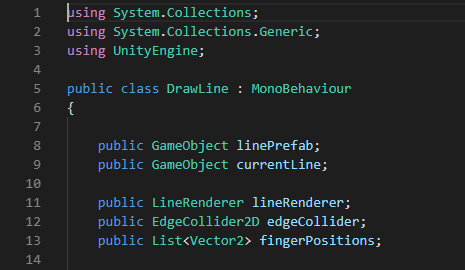 1 using System.Collections;
2 using System.Collections.Generic;
3 using UnityEngine;
4
5 public class DrawLine : MonoBehaviour
6 {
7
8 public GameObject linePrefab;
9 public GameObject currentLine;
10
11 public LineRenderer lineRenderer;
12 public EdgeCollider2D edgeCollider;
13 public List<Vector2> fingerPositions;
14